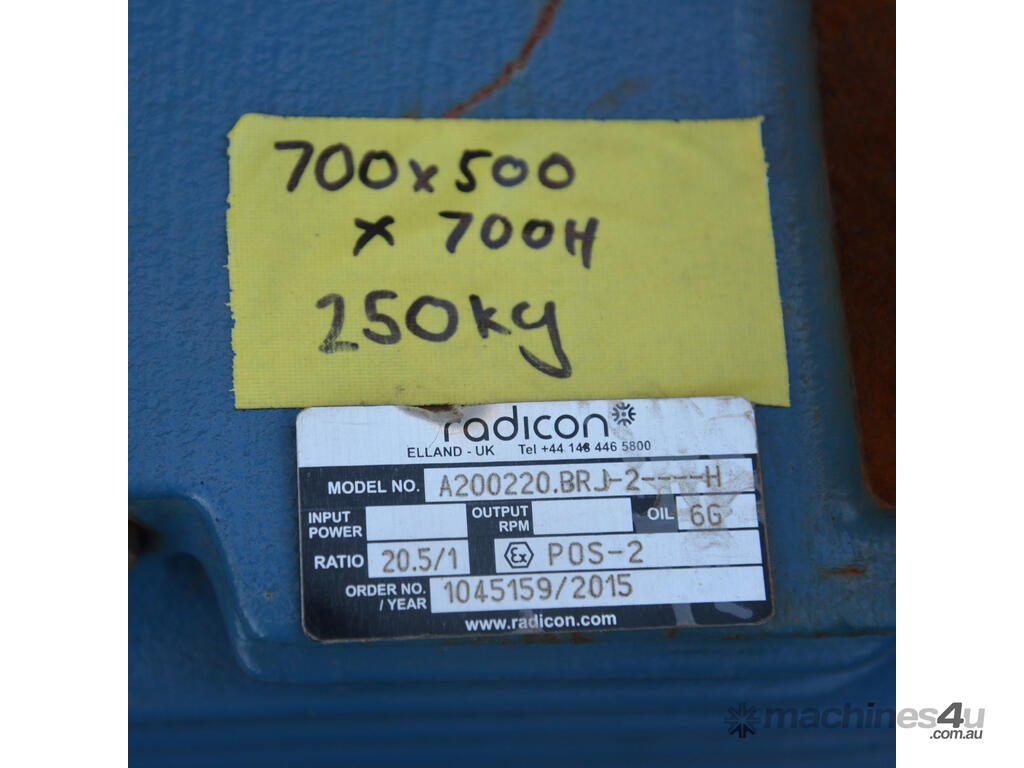 700x500
x 700H
250kg
radicon
ELLAND - UK Tel +44 148 446 5800
MODEL NO. A200220.BRJ-2----H
INPUT POWER OUTPUT RPM OIL 6G
RATIO 20.5/1 Ex POS-2
ORDER NO. / YEAR 1045159/2015
www.radicon.com
machines4u
.com.au